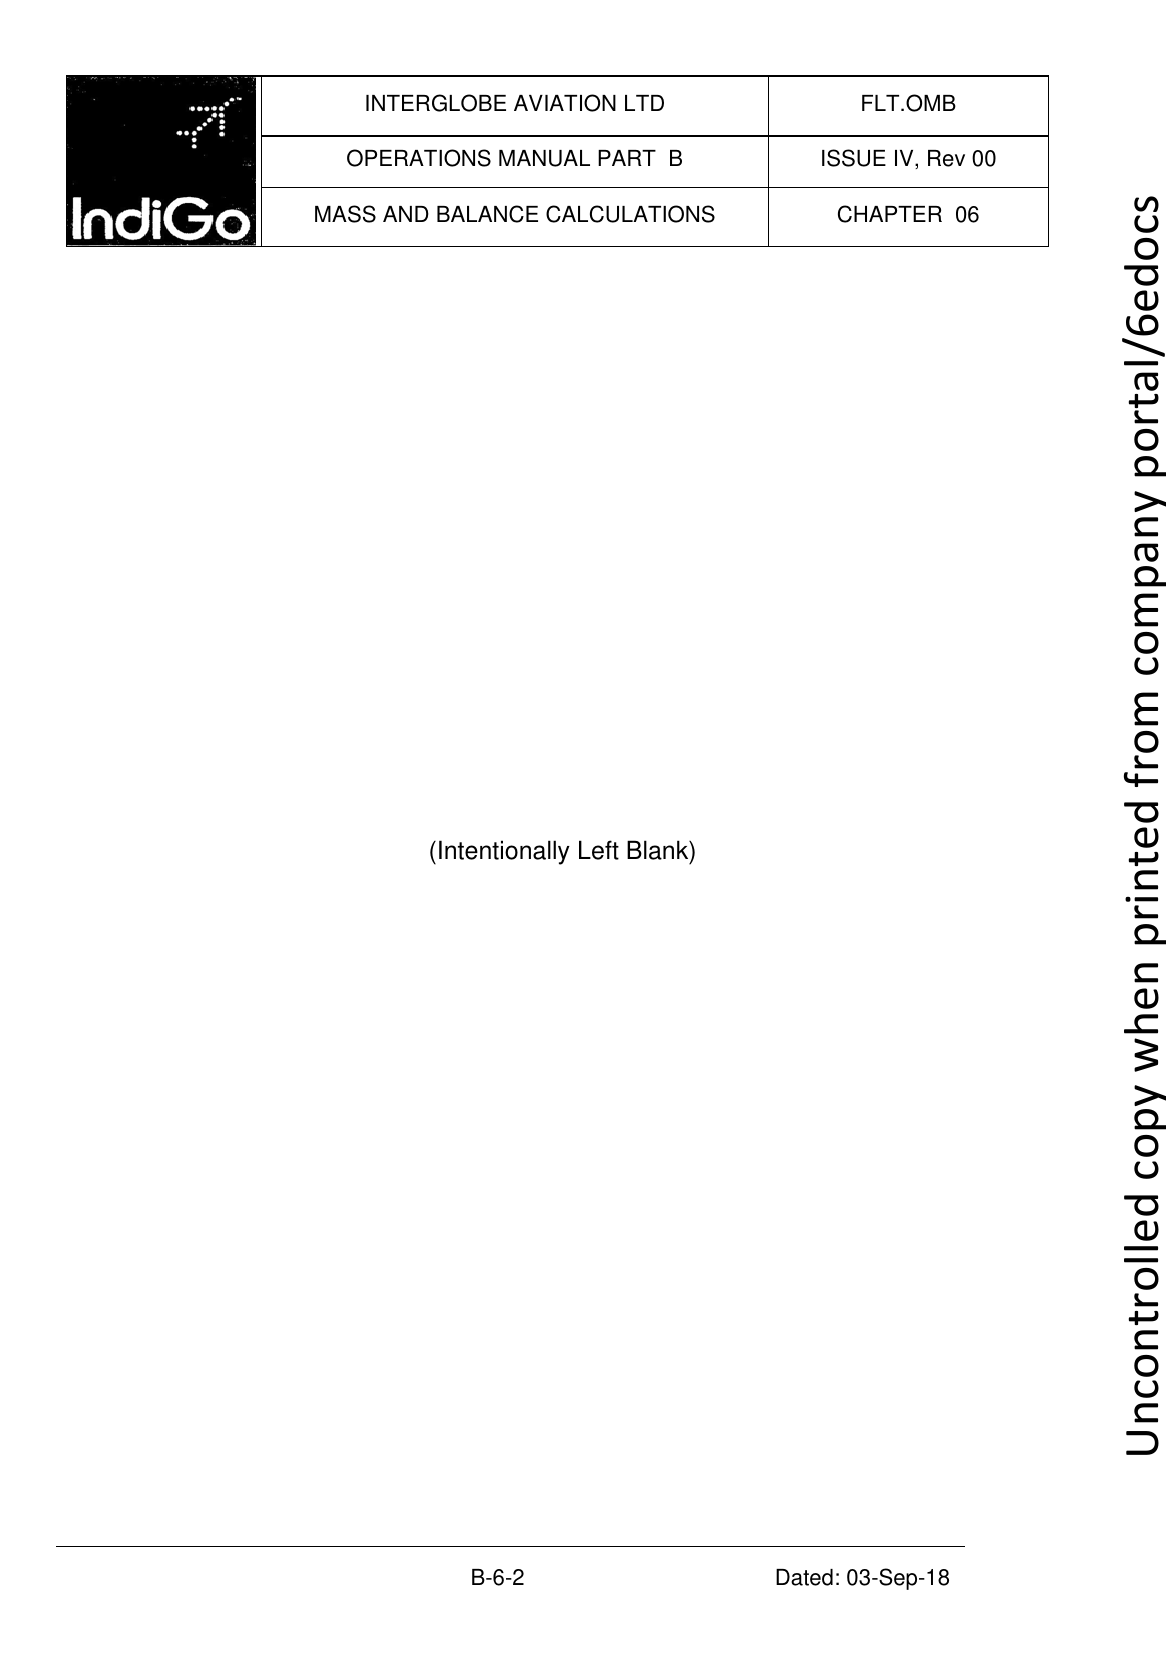 IndiGo
INTERGLOBE AVIATION LTD
FLT.OMB
OPERATIONS MANUAL PART  B
ISSUE IV, Rev 00
MASS AND BALANCE CALCULATIONS
CHAPTER  06
(Intentionally Left Blank)
Uncontrolled copy when printed from company portal/6edocs
B-6-2
Dated: 03-Sep-18